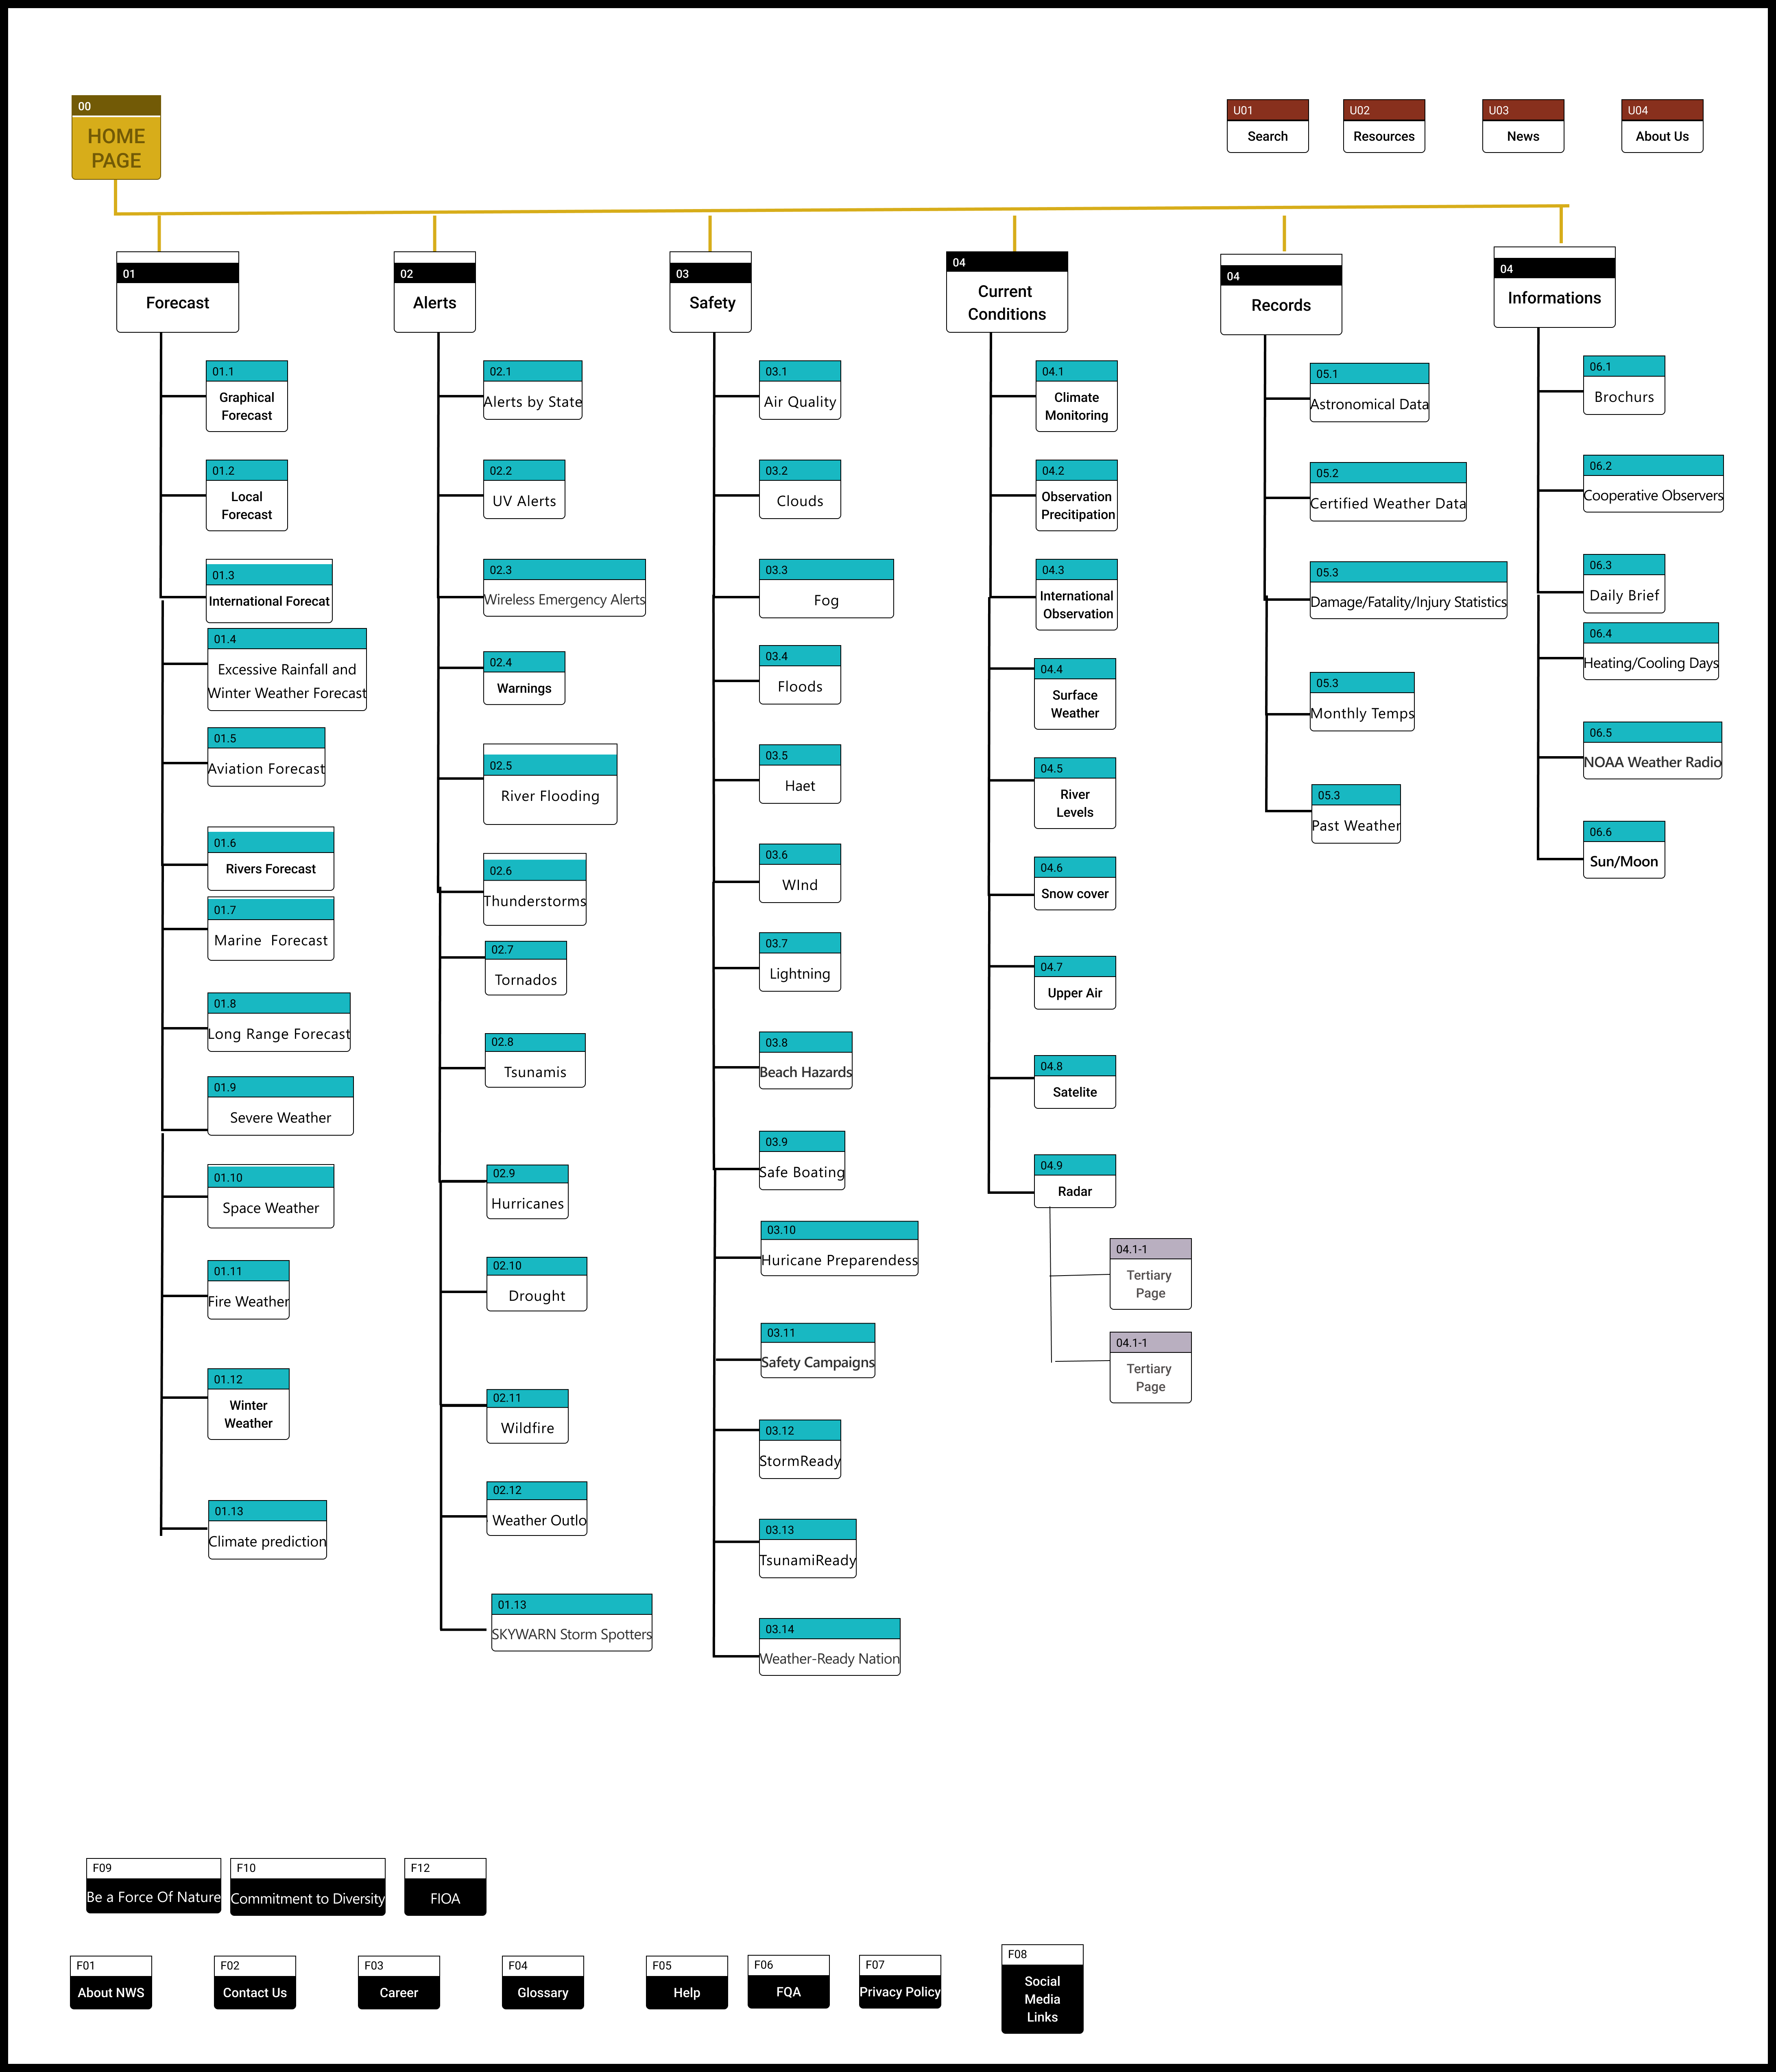 00
HOME
PAGE
U01
Search
U02
Resources
U03
News
U04
About Us
01
Forecast
01.1
Graphical
Forecast
01.2
Local
Forecast
01.3
International Forecat
01.4
Excessive Rainfall and
Winter Weather Forecast
01.5
Aviation Forecast
01.6
Rivers Forecast
01.7
Marine Forecast
01.8
Long Range Forecast
01.9
Severe Weather
01.10
Space Weather
01.11
Fire Weather
01.12
Winter
Weather
01.13
Climate prediction
02
Alerts
02.1
Alerts by State
02.2
UV Alerts
02.3
Wireless Emergency Alerts
02.4
Warnings
02.5
River Flooding
02.6
Thunderstorms
02.7
Tornados
02.8
Tsunamis
02.9
Hurricanes
02.10
Drought
02.11
Wildfire
02.12
Weather Outlo
01.13
SKYWARN Storm Spotters
03
Safety
03.1
Air Quality
03.2
Clouds
03.3
Fog
03.4
Floods
03.5
Haet
03.6
WInd
03.7
Lightning
03.8
Beach Hazards
03.9
Safe Boating
03.10
Huricane Preparendess
03.11
Safety Campaigns
03.12
StormReady
03.13
TsunamiReady
03.14
Weather-Ready Nation
04
Current
Conditions
04.1
Climate
Monitoring
04.2
Observation
Precitipation
04.3
International
Observation
04.4
Surface
Weather
04.5
River
Levels
04.6
Snow cover
04.7
Upper Air
04.8
Satelite
04.9
Radar
04.1-1
Tertiary
Page
04.1-1
Tertiary
Page
04
Records
05.1
Astronomical Data
05.2
Certified Weather Data
05.3
Damage/Fatality/Injury Statistics
05.3
Monthly Temps
05.3
Past Weather
04
Informations
06.1
Brochurs
06.2
Cooperative Observers
06.3
Daily Brief
06.4
Heating/Cooling Days
06.5
NOAA Weather Radio
06.6
Sun/Moon
F09
Be a Force Of Nature
F10
Commitment to Diversity
F12
FIOA
F01
About NWS
F02
Contact Us
F03
Career
F04
Glossary
F05
Help
F06
FQA
F07
Privacy Policy
F08
Social
Media
Links